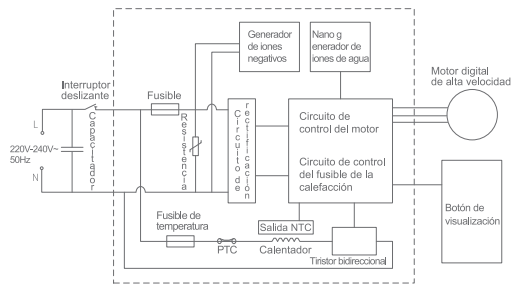 Generador
de iones
negativos
Nano g
enerador de
iones de agua
Motor digital
de alta velocidad
Interruptor
deslizante
Fusible
L
220V-240V~
50Hz
N
Capacitador
Resistencia
Circuito de
rectificación
Circuito de
control del motor
Circuito de control
del fusible de la
calefacción
Botón de
visualización
Fusible de
temperatura
PTC
Salida NTC
Calentador
Tiristor bidireccional